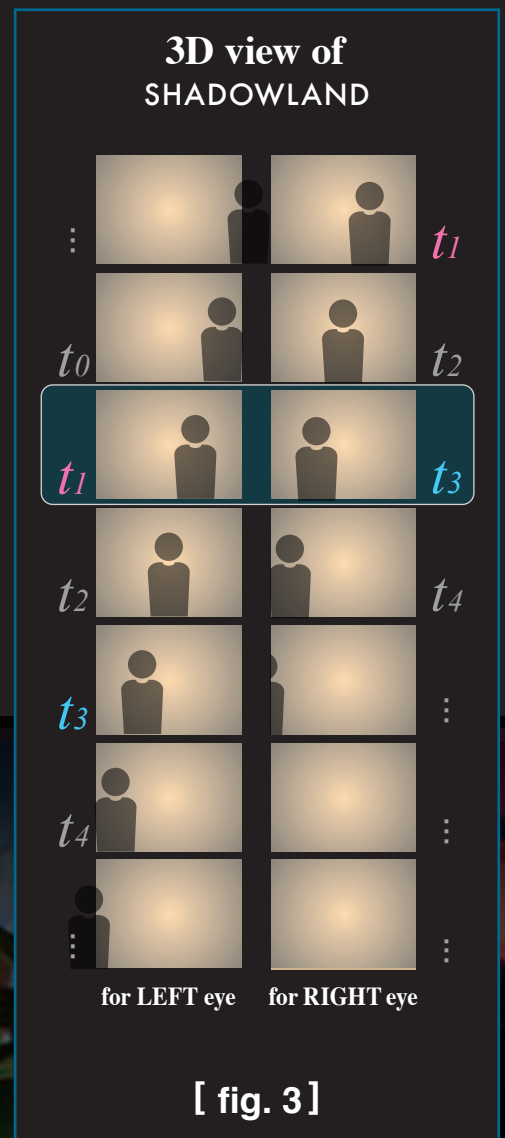 3D view of
SHADOWLAND
⋮ t1
t0 t2
t1 t3
t2 t4
t3 ⋮
t4 ⋮
⋮ ⋮
for LEFT eye for RIGHT eye
[ fig. 3 ]